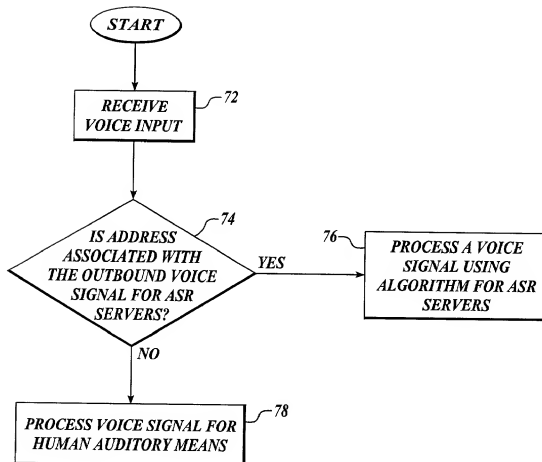 START
RECEIVE
VOICE INPUT
72
IS ADDRESS
ASSOCIATED WITH
THE OUTBOUND VOICE
SIGNAL FOR ASR
SERVERS?
74
YES
76
PROCESS A VOICE
SIGNAL USING
ALGORITHM FOR ASR
SERVERS
NO
PROCESS VOICE SIGNAL FOR
HUMAN AUDITORY MEANS
78